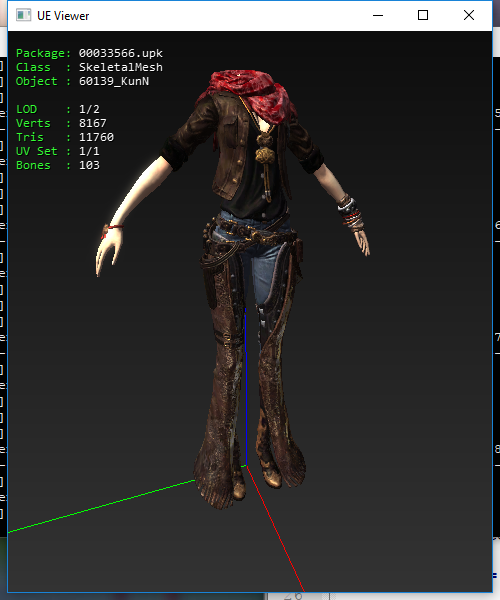 UE Viewer
Package: 00033566.upk
Class : SkeletalMesh
Object : 60139_KunN
LOD : 1/2
Verts : 8167
Tris : 11760
UV Set : 1/1
Bones : 103